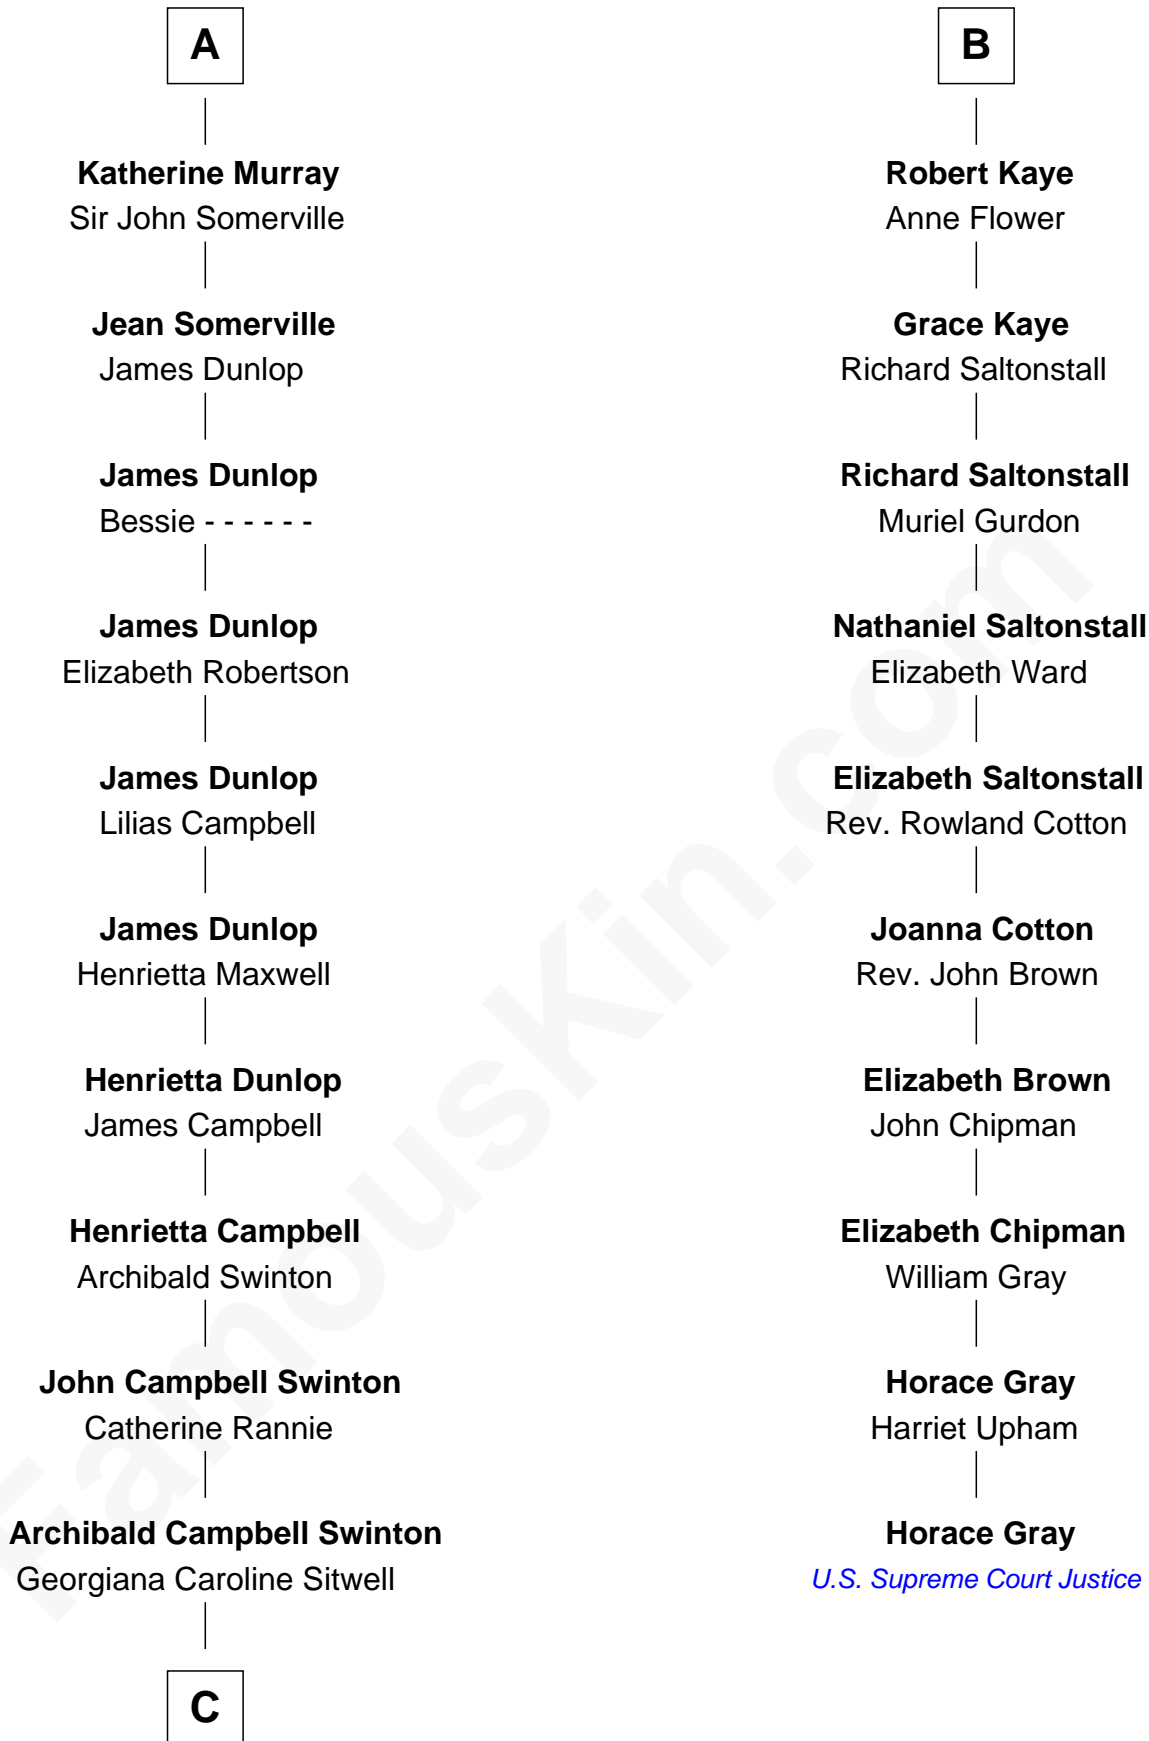 A
Katherine Murray
Sir John Somerville
Jean Somerville
James Dunlop
James Dunlop
Bessie - - - - - -
James Dunlop
Elizabeth Robertson
James Dunlop
Lilias Campbell
James Dunlop
Henrietta Maxwell
Henrietta Dunlop
James Campbell
Henrietta Campbell
Archibald Swinton
John Campbell Swinton
Catherine Rannie
Archibald Campbell Swinton
Georgiana Caroline Sitwell
C
B
Robert Kaye
Anne Flower
Grace Kaye
Richard Saltonstall
Richard Saltonstall
Muriel Gurdon
Nathaniel Saltonstall
Elizabeth Ward
Elizabeth Saltonstall
Rev. Rowland Cotton
Joanna Cotton
Rev. John Brown
Elizabeth Brown
John Chipman
Elizabeth Chipman
William Gray
Horace Gray
Harriet Upham
Horace Gray
U.S. Supreme Court Justice
FamousKin.com